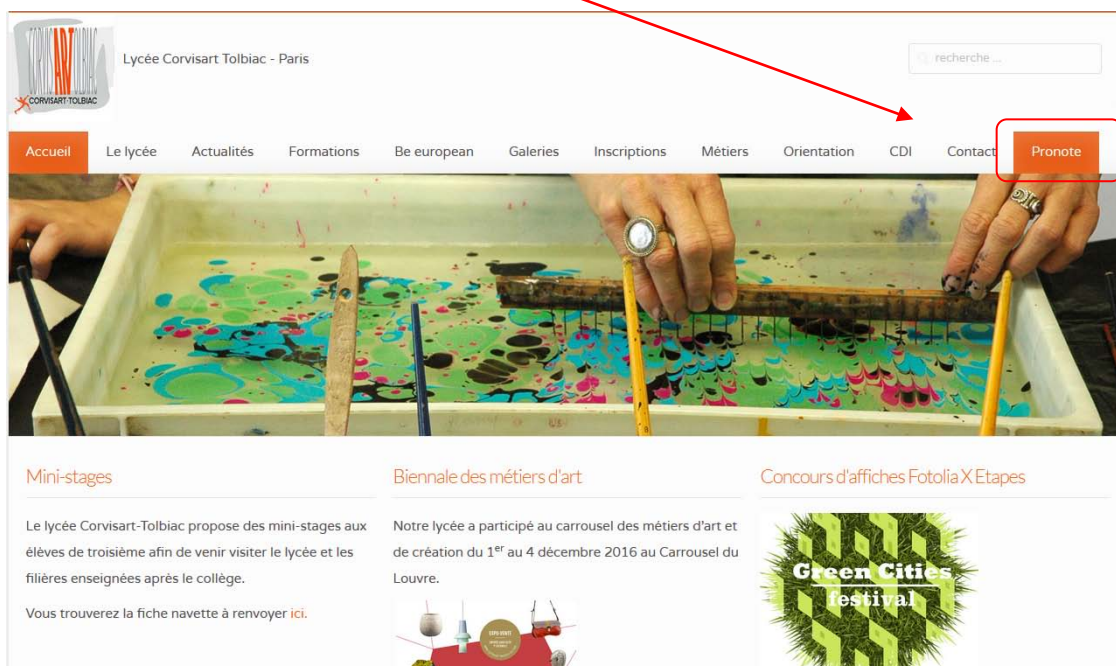 CORVISARTOLBIAC
CORVISART-TOLBIAC
Lycée Corvisart Tolbiac - Paris
recherche ...
Accueil Le lycée Actualités Formations Be european Galeries Inscriptions Métiers Orientation CDI Contact Pronote
Mini-stages
Le lycée Corvisart-Tolbiac propose des mini-stages aux
élèves de troisième afin de venir visiter le lycée et les
filières enseignées après le collège.
Vous trouverez la fiche navette à renvoyer ici.
Biennale des métiers d'art
Notre lycée a participé au carrousel des métiers d'art et
de création du 1er au 4 décembre 2016 au Carrousel du
Louvre.
Concours d'affiches Fotolia X Etapes
Green Cities
festival